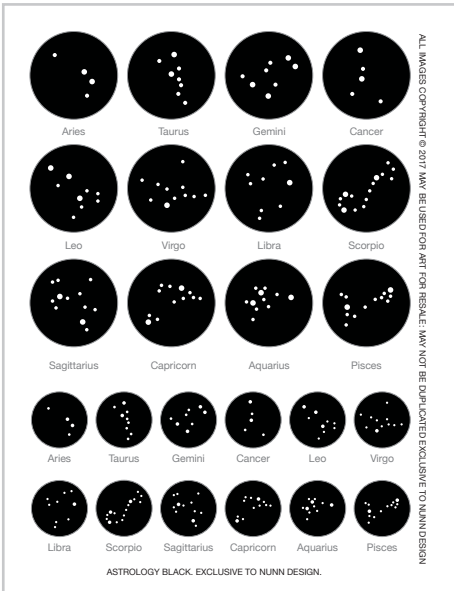 Aries
Taurus
Gemini
Cancer
Leo
Virgo
Libra
Scorpio
Sagittarius
Capricorn
Aquarius
Pisces
Aries
Taurus
Gemini
Cancer
Leo
Virgo
Libra
Scorpio
Sagittarius
Capricorn
Aquarius
Pisces
ASTROLOGY BLACK. EXCLUSIVE TO NUNN DESIGN.
ALL IMAGES COPYRIGHT © 2017 MAY BE USED FOR ART FOR RESALE; MAY NOT BE DUPLICATED EXCLUSIVE TO NUNN DESIGN